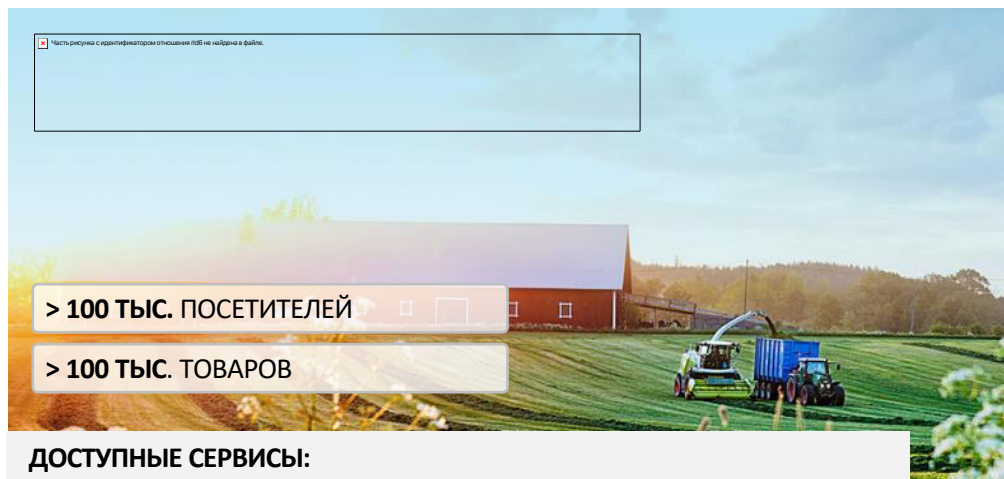 Часть рисунка с идентификатором отношения rId6 не найдена в файле.
> 100 ТЫС. ПОСЕТИТЕЛЕЙ
> 100 ТЫС. ТОВАРОВ
ДОСТУПНЫЕ СЕРВИСЫ: